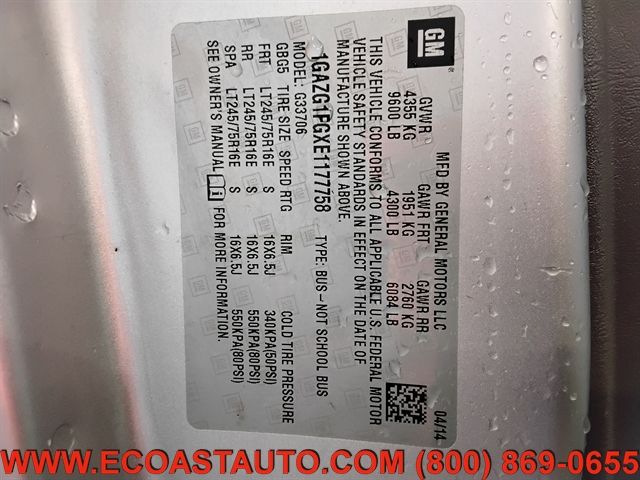 GM
MFD BY GENERAL MOTORS LLC 04/14
GVWR GAWR FRT GAWR RR
4355 KG 1951 KG 2760 KG
9600 LB 4300 LB 6084 LB
THIS VEHICLE CONFORMS TO ALL APPLICABLE U.S. FEDERAL MOTOR
VEHICLE SAFETY STANDARDS IN EFFECT ON THE DATE OF
MANUFACTURE SHOWN ABOVE.
1GAZG1PGXE1177758 TYPE: BUS-NOT SCHOOL BUS
MODEL: G33706
GBG5 TIRE SIZE SPEED RTG RIM COLD TIRE PRESSURE
FRT LT245/75R16E S 16X6.5J 340KPA(50PSI)
RR LT245/75R16E S 16X6.5J 550KPA(80PSI)
SPA LT245/75R16E S 16X6.5J 550KPA(80PSI)
SEE OWNER'S MANUAL FOR MORE INFORMATION.
WWW.ECOASTAUTO.COM (800) 869-0655